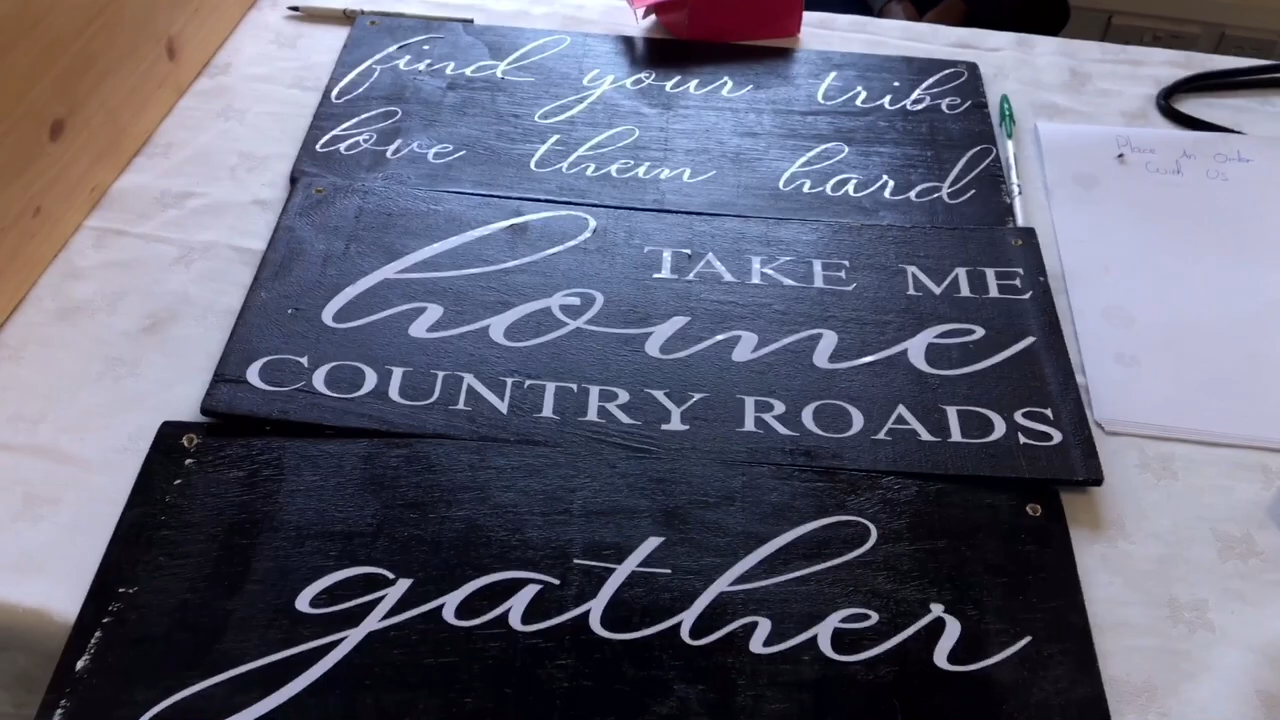 find your tribe
love them hard
TAKE ME
home
COUNTRY ROADS
gather
Place An Order
With Us